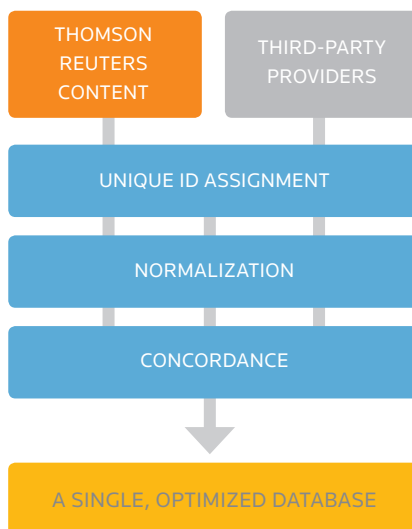 THOMSON
REUTERS
CONTENT
THIRD-PARTY
PROVIDERS
UNIQUE ID ASSIGNMENT
NORMALIZATION
CONCORDANCE
A SINGLE, OPTIMIZED DATABASE